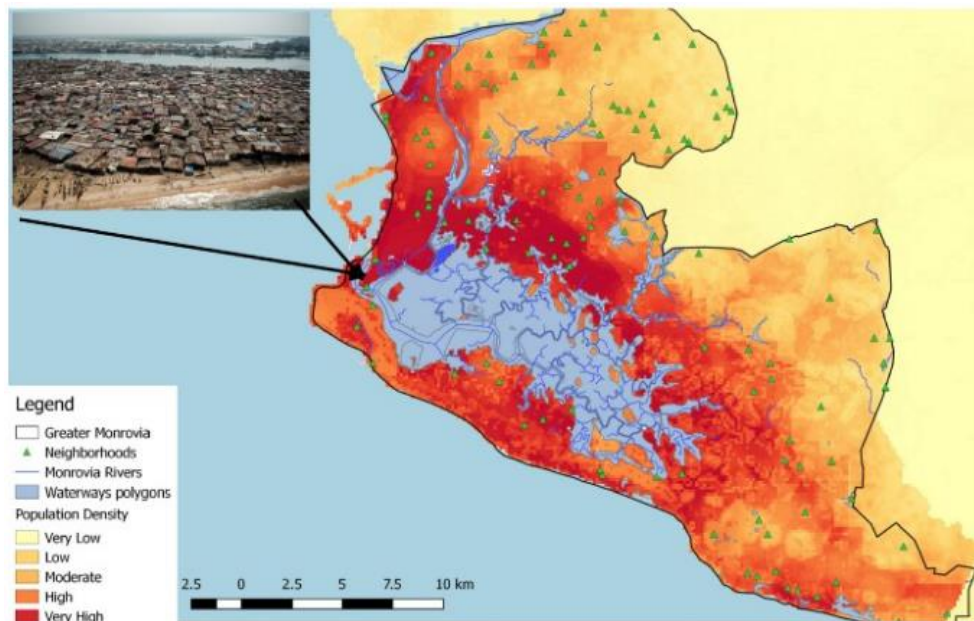 Legend
Greater Monrovia
Neighborhoods
Monrovia Rivers
Waterways polygons
Population Density
Very Low
Low
Moderate
High
Very High
2.5 0 2.5 5 7.5 10 km